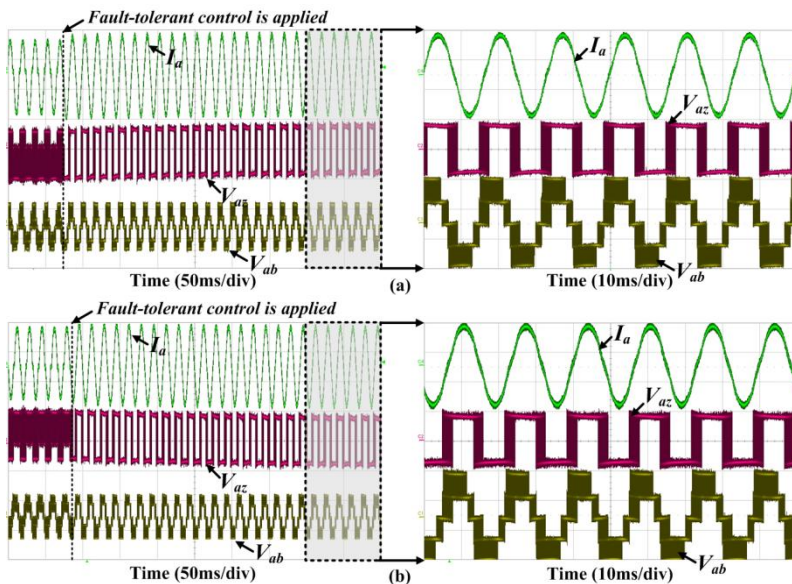 Fault-tolerant control is applied
Ia
Vaz
Vab
Time (50ms/div)
Ia
Vaz
Vab
Time (10ms/div)
(a)
Fault-tolerant control is applied
Ia
Vaz
Vab
Time (50ms/div)
Ia
Vaz
Vab
Time (10ms/div)
(b)